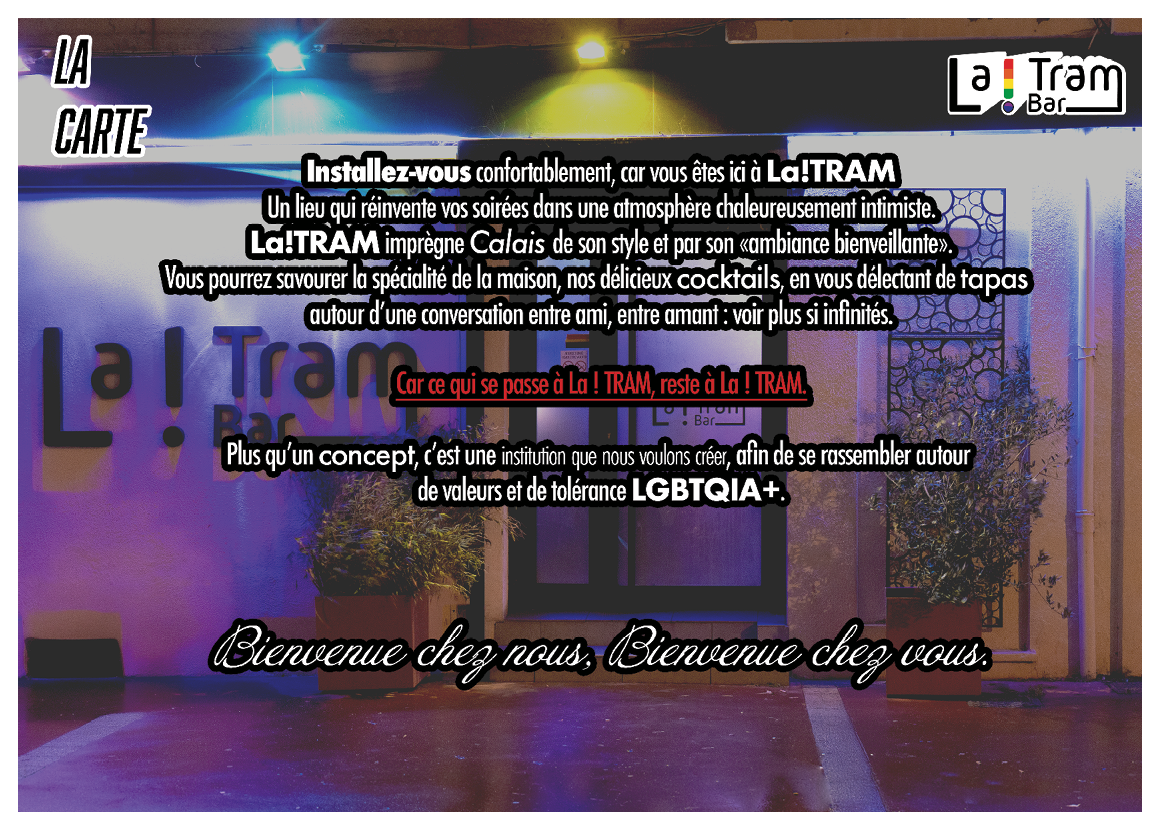 LA
CARTE
La ! Tram
Bar
Installez-vous confortablement, car vous êtes ici à La!TRAM
Un lieu qui réinvente vos soirées dans une atmosphère chaleureusement intimiste.
La!TRAM imprègne Calais de son style et par son «ambiance bienveillante».
Vous pourrez savourer la spécialité de la maison, nos délicieux cocktails, en vous délectant de tapas
autour d'une conversation entre ami, entre amant : voir plus si infinités.
La ! Tram
Bar
Car ce qui se passe à La ! TRAM, reste à La ! TRAM.
La ! Tram
Bar
Plus qu'un concept, c'est une institution que nous voulons créer, afin de se rassembler autour
de valeurs et de tolérance LGBTQIA+.
Bienvenue chez nous, Bienvenue chez vous.